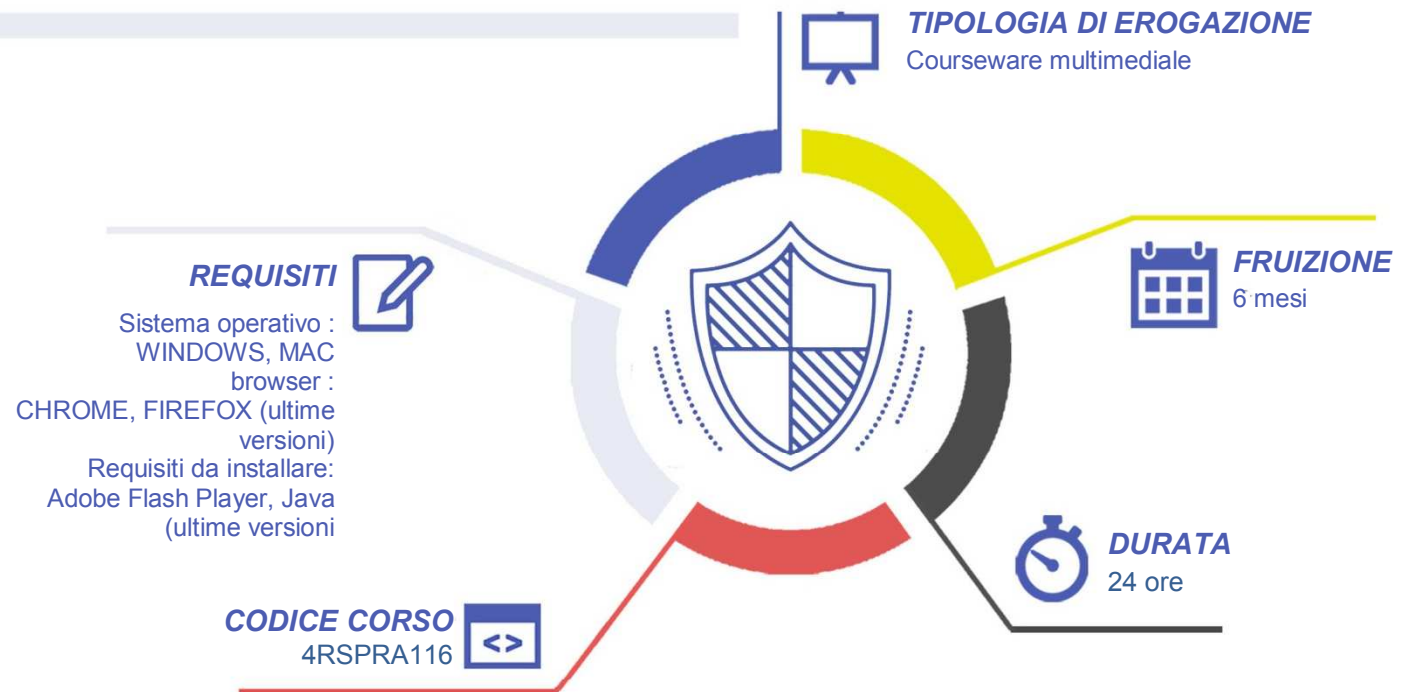 TIPOLOGIA DI EROGAZIONE
Courseware multimediale
REQUISITI
Sistema operativo :
WINDOWS, MAC
browser :
CHROME, FIREFOX (ultime
versioni)
Requisiti da installare:
Adobe Flash Player, Java
(ultime versioni
FRUIZIONE
6 mesi
DURATA
24 ore
CODICE CORSO
4RSPRA116
<>